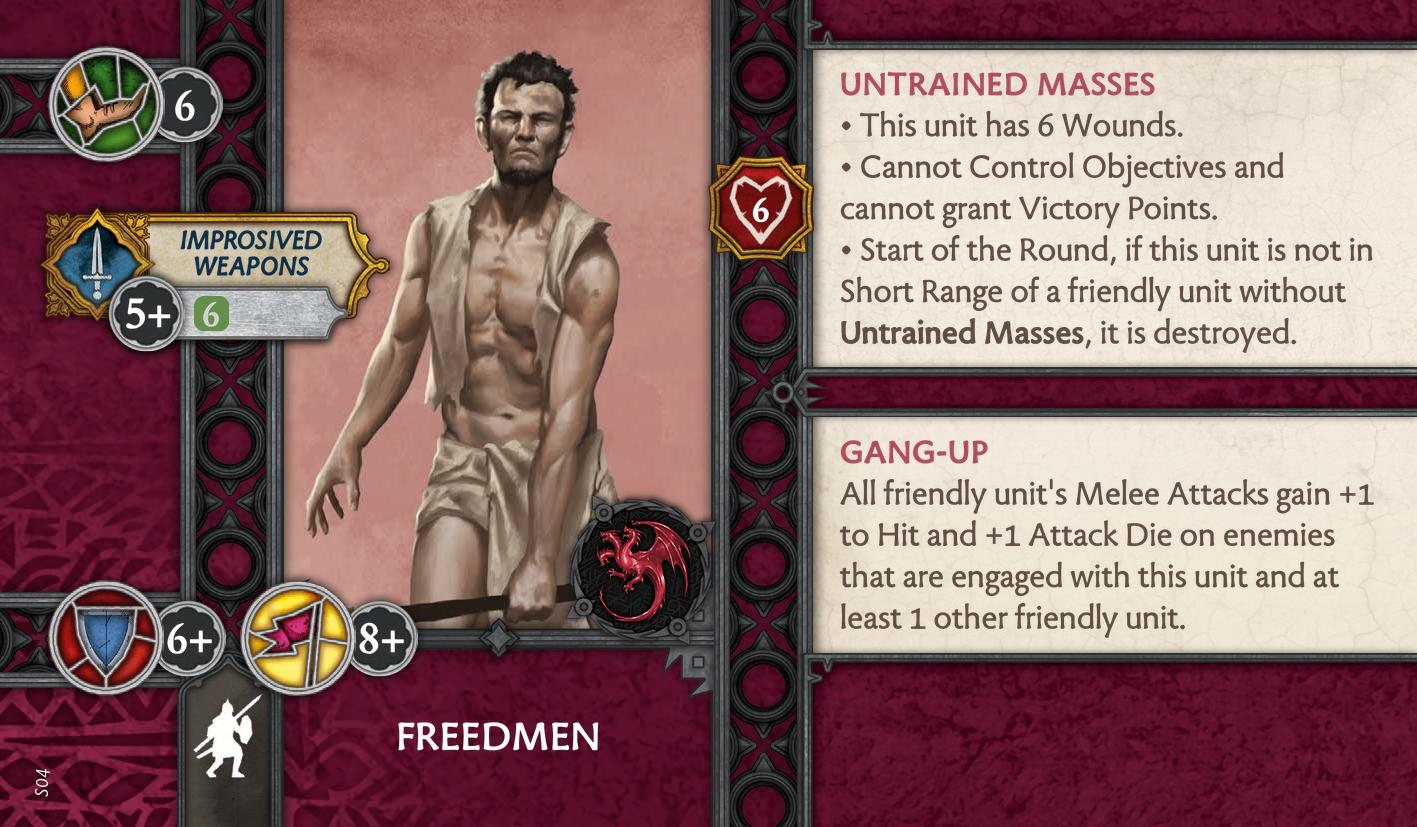 6
IMPROSIVED
WEAPONS
5+ 6
6+ 8+
FREEDMEN
S04
6
UNTRAINED MASSES
• This unit has 6 Wounds.
• Cannot Control Objectives and
cannot grant Victory Points.
• Start of the Round, if this unit is not in
Short Range of a friendly unit without
Untrained Masses, it is destroyed.
GANG-UP
All friendly unit's Melee Attacks gain +1
to Hit and +1 Attack Die on enemies
that are engaged with this unit and at
least 1 other friendly unit.